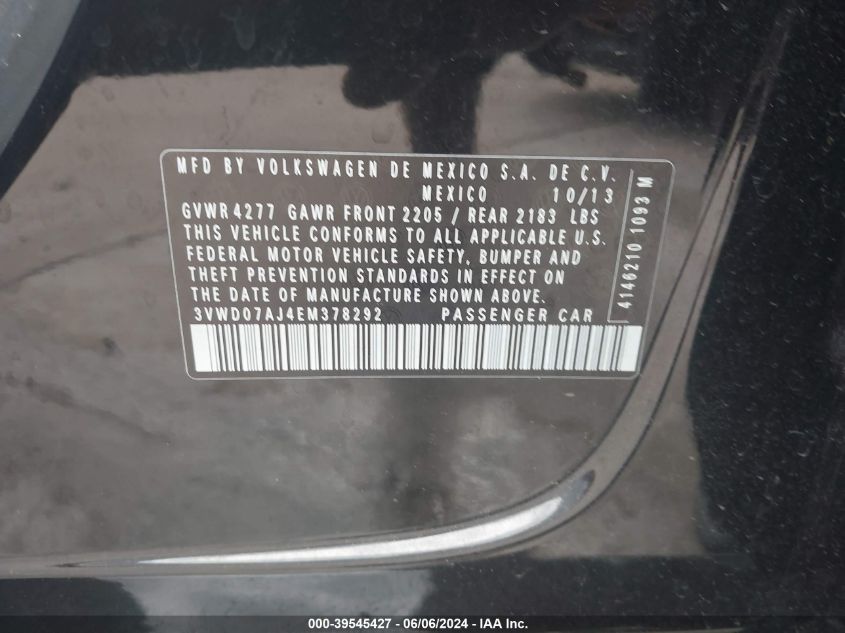 MFD BY VOLKSWAGEN DE MEXICO S.A. DE C.V.
MEXICO 10/13
GVWR 4277 GAWR FRONT 2205 / REAR 2183 LBS
THIS VEHICLE CONFORMS TO ALL APPLICABLE U.S.
FEDERAL MOTOR VEHICLE SAFETY, BUMPER AND
THEFT PREVENTION STANDARDS IN EFFECT ON
THE DATE OF MANUFACTURE SHOWN ABOVE.
3VWD07AJ4EM378292 PASSENGER CAR
4146210 1093 M
000-39545427 - 06/06/2024 - IAA Inc.